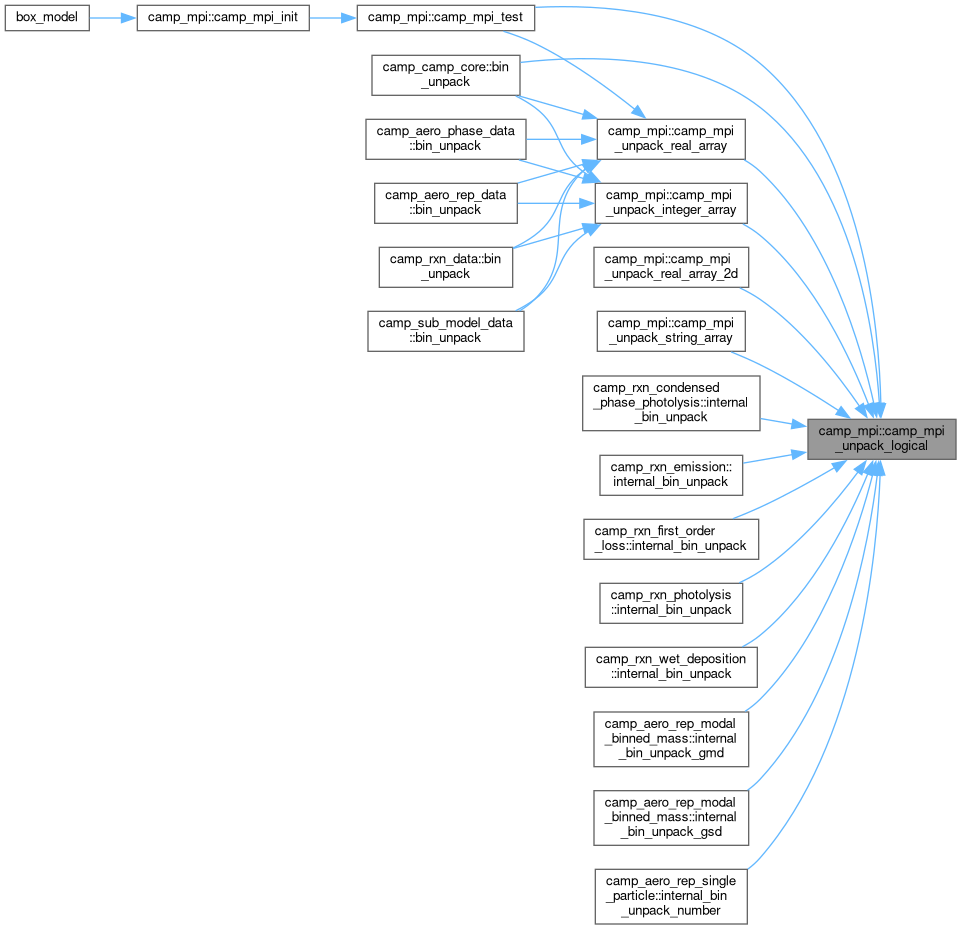 box_model
camp_mpi::camp_mpi_init
camp_mpi::camp_mpi_test
camp_camp_core::bin
_unpack
camp_aero_phase_data
::bin_unpack
camp_aero_rep_data
::bin_unpack
camp_rxn_data::bin
_unpack
camp_sub_model_data
::bin_unpack
camp_mpi::camp_mpi
_unpack_real_array
camp_mpi::camp_mpi
_unpack_integer_array
camp_mpi::camp_mpi
_unpack_real_array_2d
camp_mpi::camp_mpi
_unpack_string_array
camp_rxn_condensed
_phase_photolysis::internal
_bin_unpack
camp_rxn_emission::
internal_bin_unpack
camp_rxn_first_order
_loss::internal_bin_unpack
camp_rxn_photolysis
::internal_bin_unpack
camp_rxn_wet_deposition
::internal_bin_unpack
camp_aero_rep_modal
_binned_mass::internal
_bin_unpack_gmd
camp_aero_rep_modal
_binned_mass::internal
_bin_unpack_gsd
camp_aero_rep_single
_particle::internal_bin
_unpack_number
camp_mpi::camp_mpi
_unpack_logical